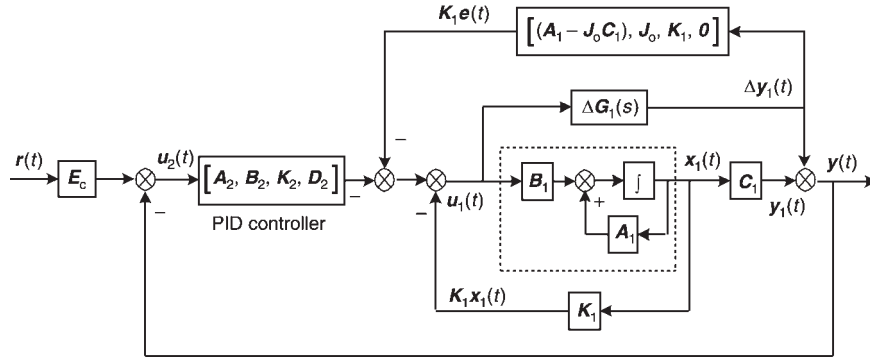 K₁e(t)
[(A₁ – JₒC₁), Jₒ, K₁, 0]
Δy₁(t)
ΔG₁(s)
–
r(t)
E_c
u₂(t)
[A₂, B₂, K₂, D₂]
–
–
–
u₁(t)
B₁
+
∫
x₁(t)
C₁
y(t)
y₁(t)
PID controller
A₁
K₁x₁(t)
K₁